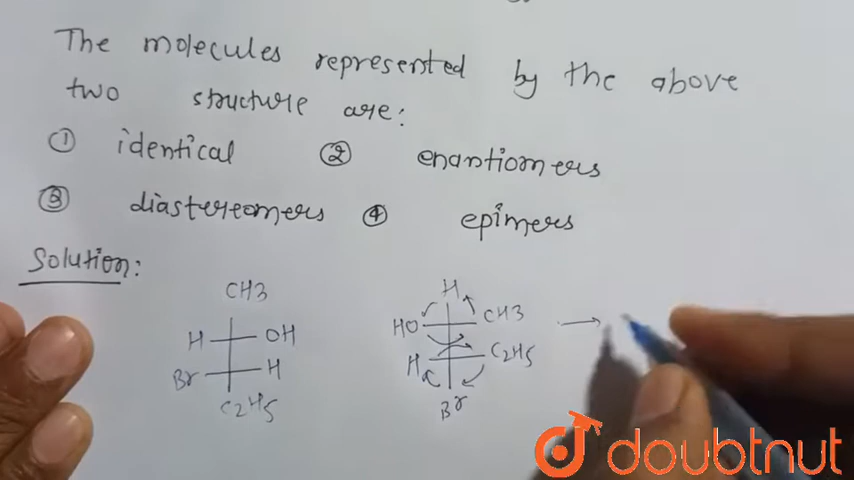 The molecules represented by the above
two structure are:
① identical ② enantiomers
③ diastereomers ④ epimers
Solution:
CH3
H OH
Br H
C2H5
H
HO CH3
H C2H5
Br
doubtnut